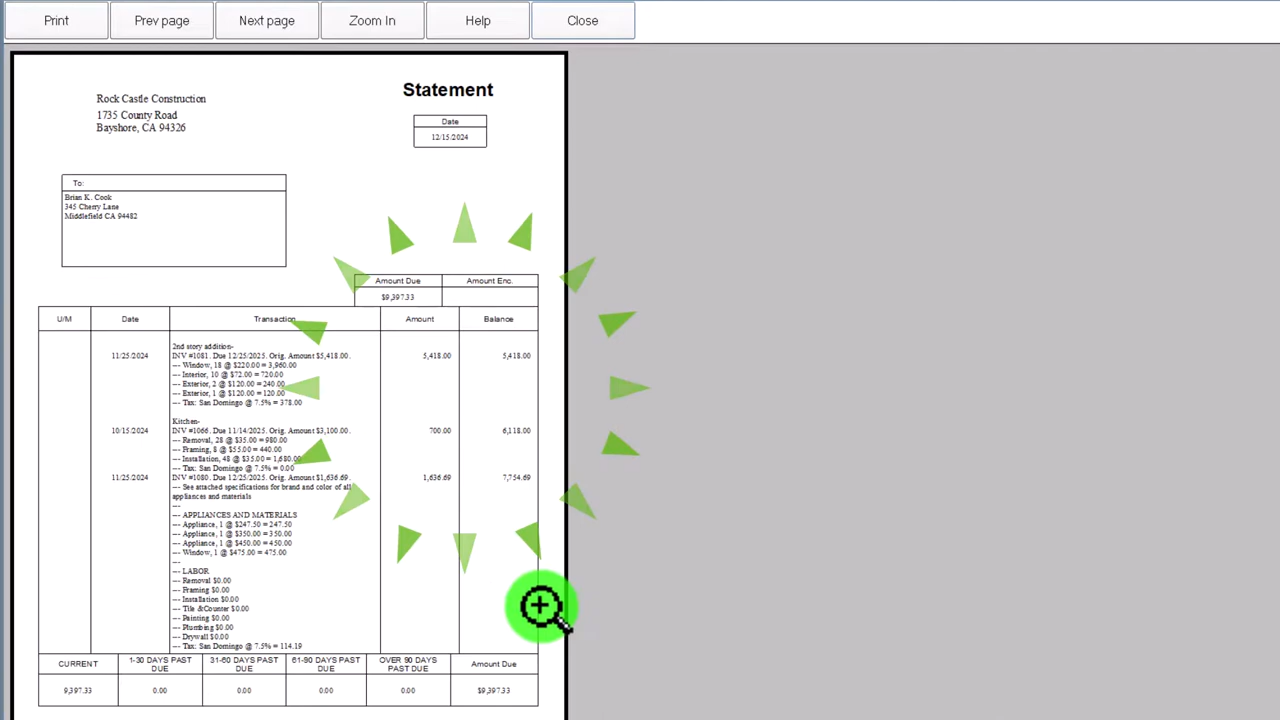 Print Prev page Next page Zoom In Help Close
Statement
Rock Castle Construction
1735 County Road
Bayshore, CA 94326
Date
12/15/2024
To:
Brian K. Cook
345 Cherry Lane
Middlefield CA 94482
Amount Due Amount Enc.
$9,397.33
U/M Date Transaction Amount Balance
2nd story addition-
11/25/2024 INV #1081. Due 12/25/2025. Orig. Amount $5,418.00. 5,418.00 5,418.00
--- Window, 18 @ $220.00 = 3,960.00
--- Interior, 10 @ $72.00 = 720.00
--- Exterior, 2 @ $120.00 = 240.00
--- Exterior, 1 @ $120.00 = 120.00
--- Tax: San Domingo @ 7.5% = 378.00
Kitchen-
10/15/2024 INV #1066. Due 11/14/2025. Orig. Amount $3,100.00. 700.00 6,118.00
--- Removal, 28 @ $35.00 = 980.00
--- Framing, 8 @ $55.00 = 440.00
--- Installation, 48 @ $35.00 = 1,680.00
--- Tax: San Domingo @ 7.5% = 0.00
11/25/2024 INV #1080. Due 12/25/2025. Orig. Amount $1,636.69. 1,636.69 7,754.69
--- See attached specifications for brand and color of all
appliances and materials
---
--- APPLIANCES AND MATERIALS
--- Appliance, 1 @ $247.50 = 247.50
--- Appliance, 1 @ $350.00 = 350.00
--- Appliance, 1 @ $450.00 = 450.00
--- Window, 1 @ $475.00 = 475.00
---
--- LABOR
--- Removal $0.00
--- Framing $0.00
--- Installation $0.00
--- Tile &Counter $0.00
--- Painting $0.00
--- Plumbing $0.00
--- Drywall $0.00
--- Tax: San Domingo @ 7.5% = 114.19
CURRENT 1-30 DAYS PAST DUE 31-60 DAYS PAST DUE 61-90 DAYS PAST DUE OVER 90 DAYS PAST DUE Amount Due
9,397.33 0.00 0.00 0.00 0.00 $9,397.33